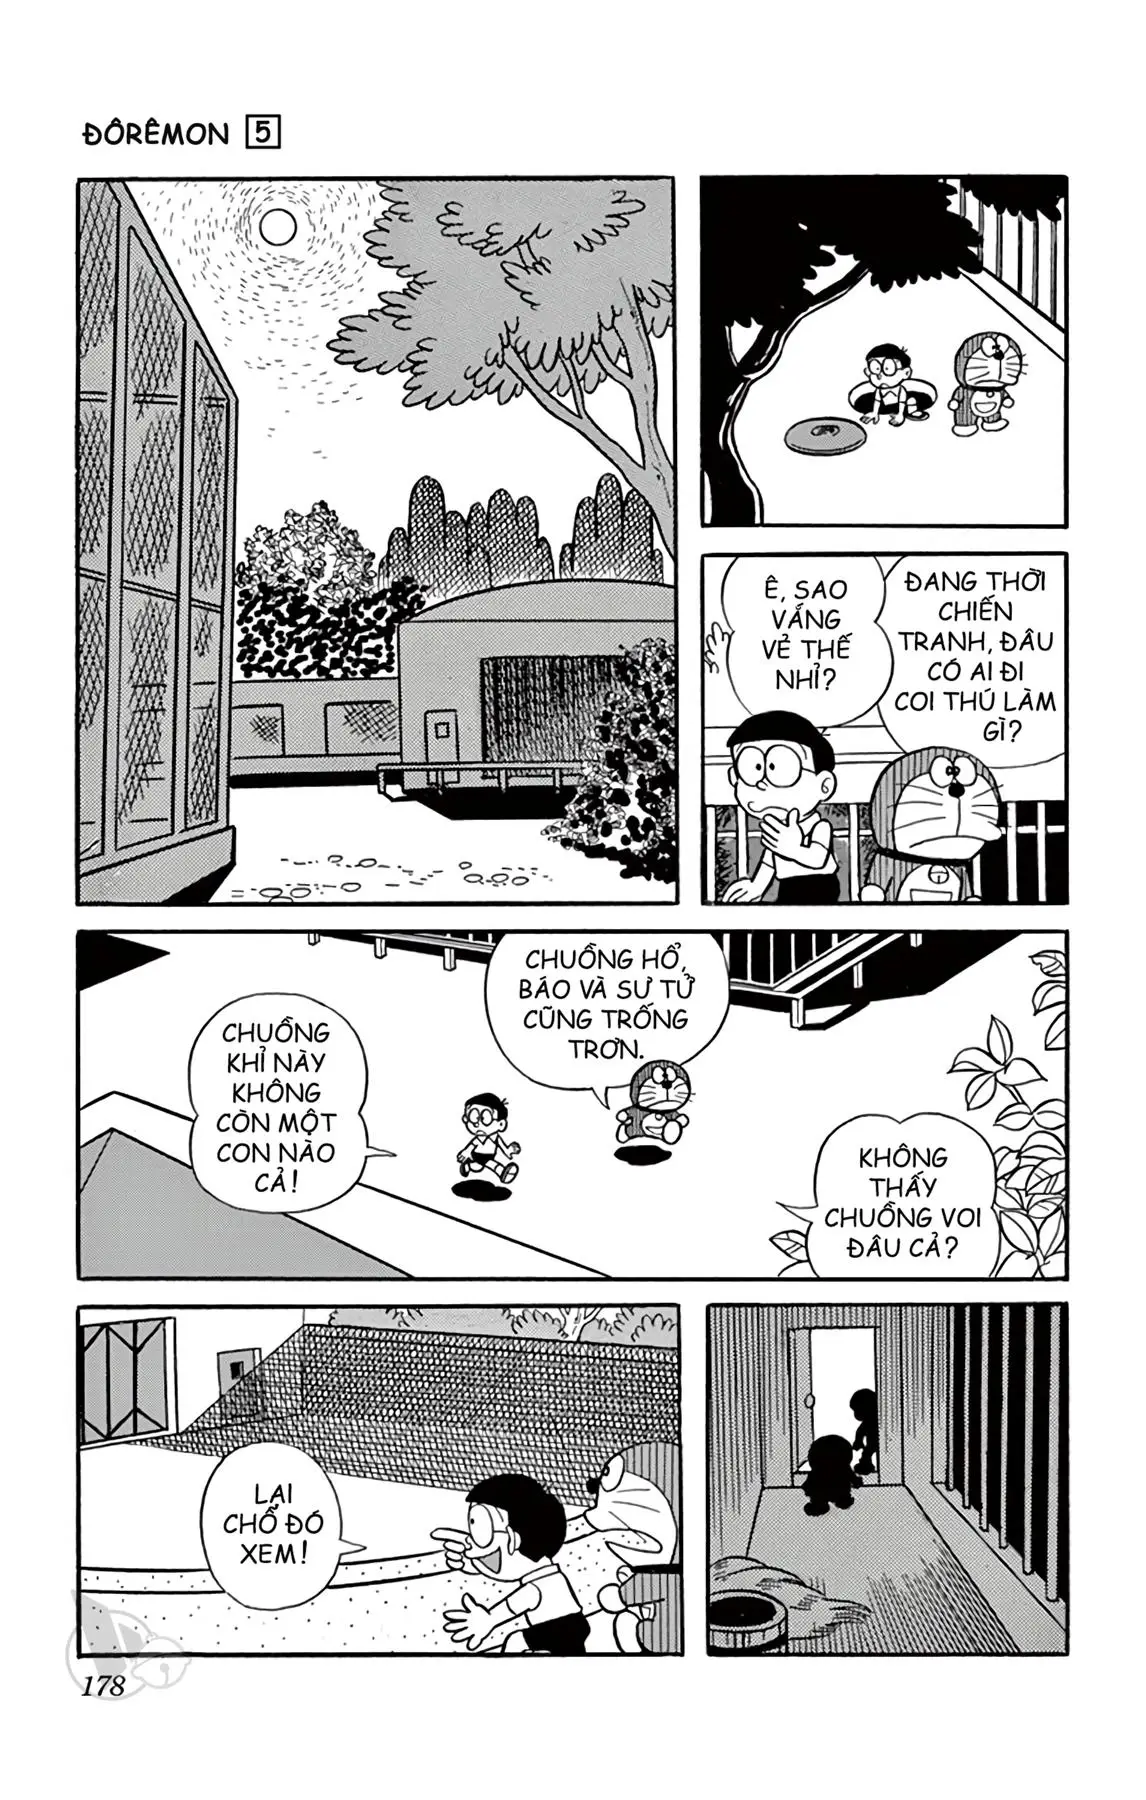 ĐÔRÊMON 5
Ê, SAO
VẮNG
VẺ THẾ
NHỈ?
ĐANG THỜI
CHIẾN
TRANH, ĐÂU
CÓ AI ĐI
COI THÚ LÀM
GÌ?
CHUỒNG
KHỈ NÀY
KHÔNG
CÒN MỘT
CON NÀO
CẢ!
CHUỒNG HỔ,
BÁO VÀ SƯ TỬ
CŨNG TRỐNG
TRƠN.
KHÔNG
THẤY
CHUỒNG VOI
ĐÂU CẢ?
LẠI
CHỖ ĐÓ
XEM!
178